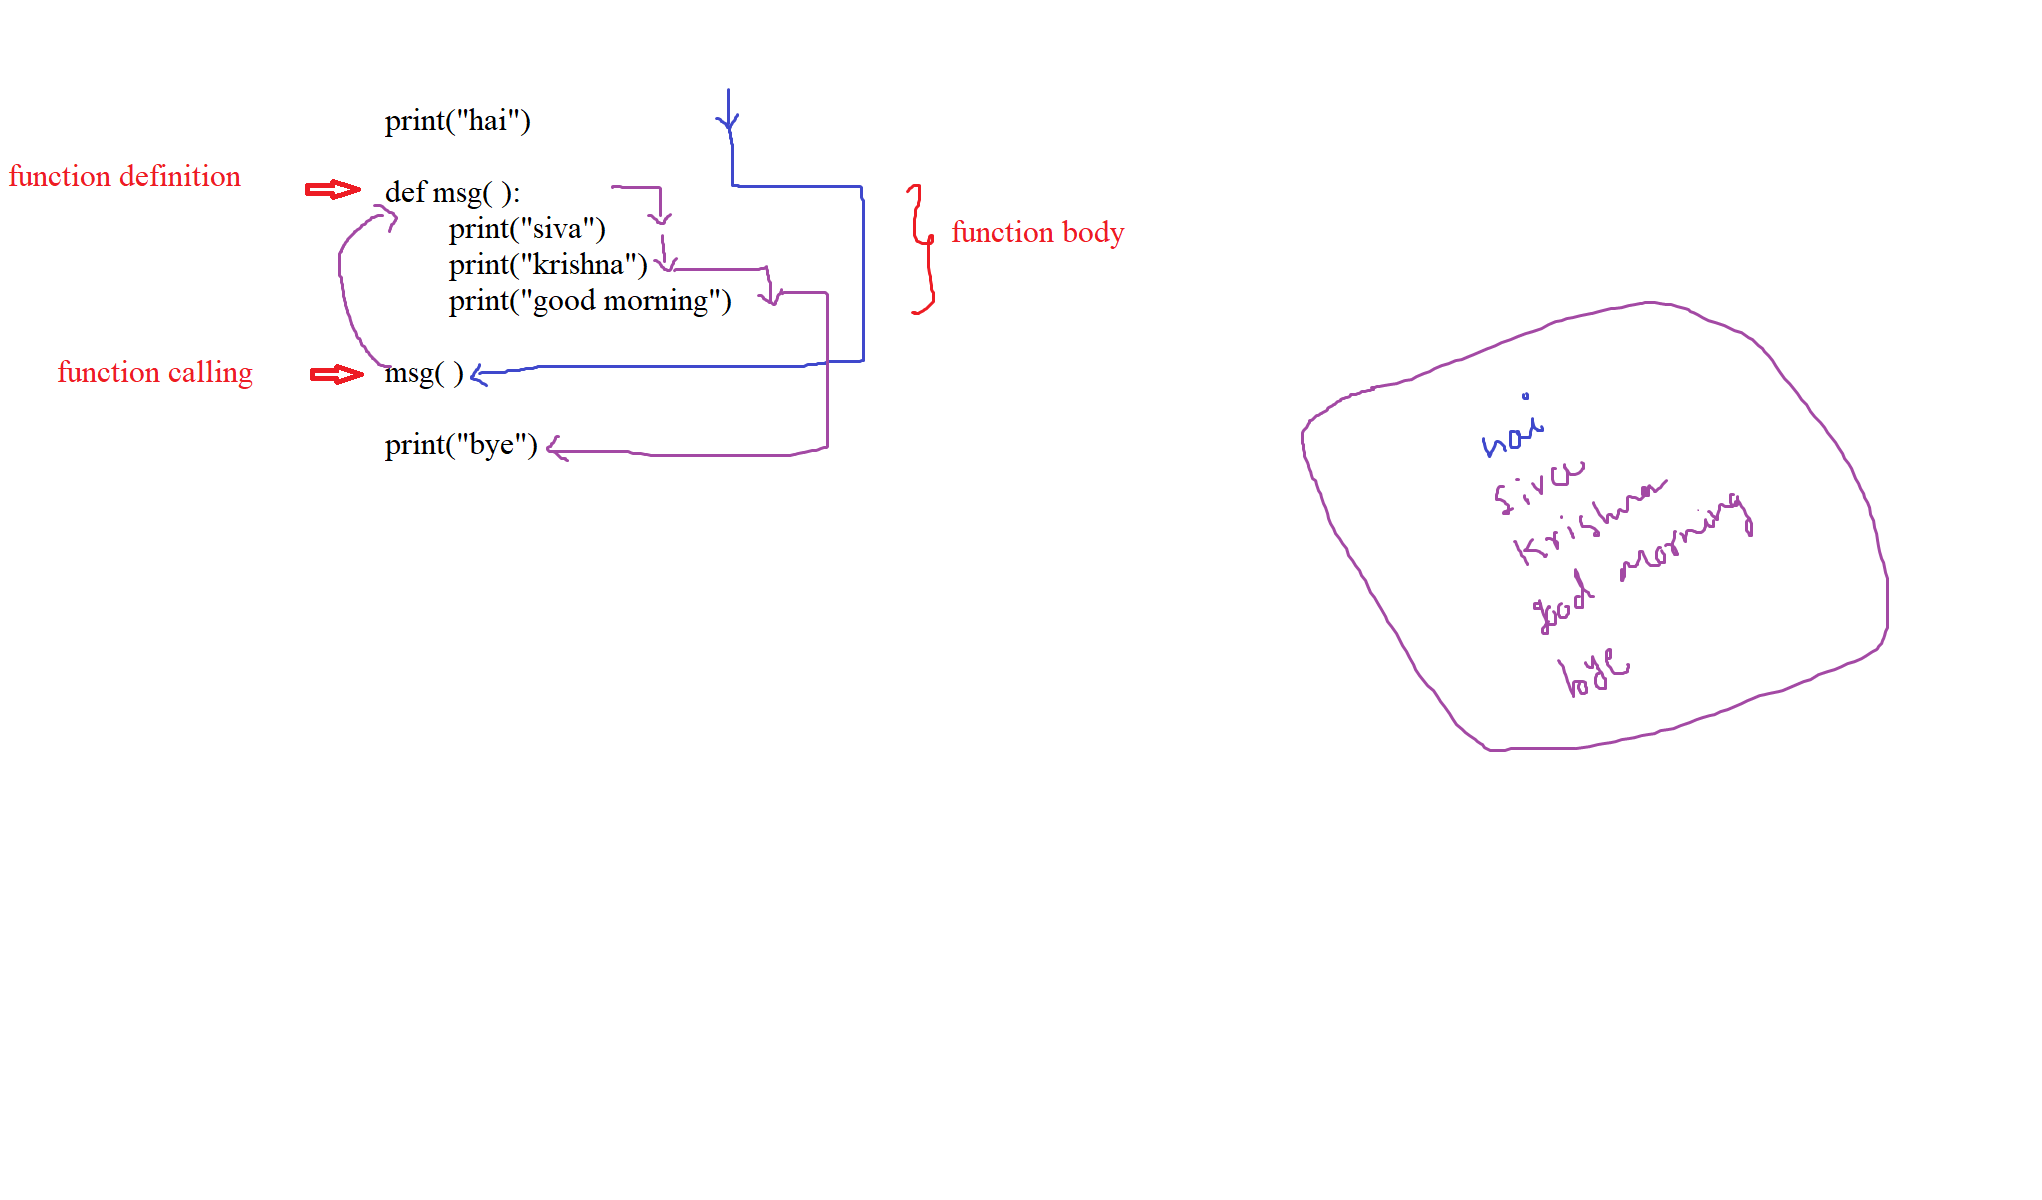 print("hai")
function definition
def msg( ):
print("siva")
function body
print("krishna")
print("good morning")
function calling
msg( )
print("bye")
hai
siva
Krishna
good morning
bye